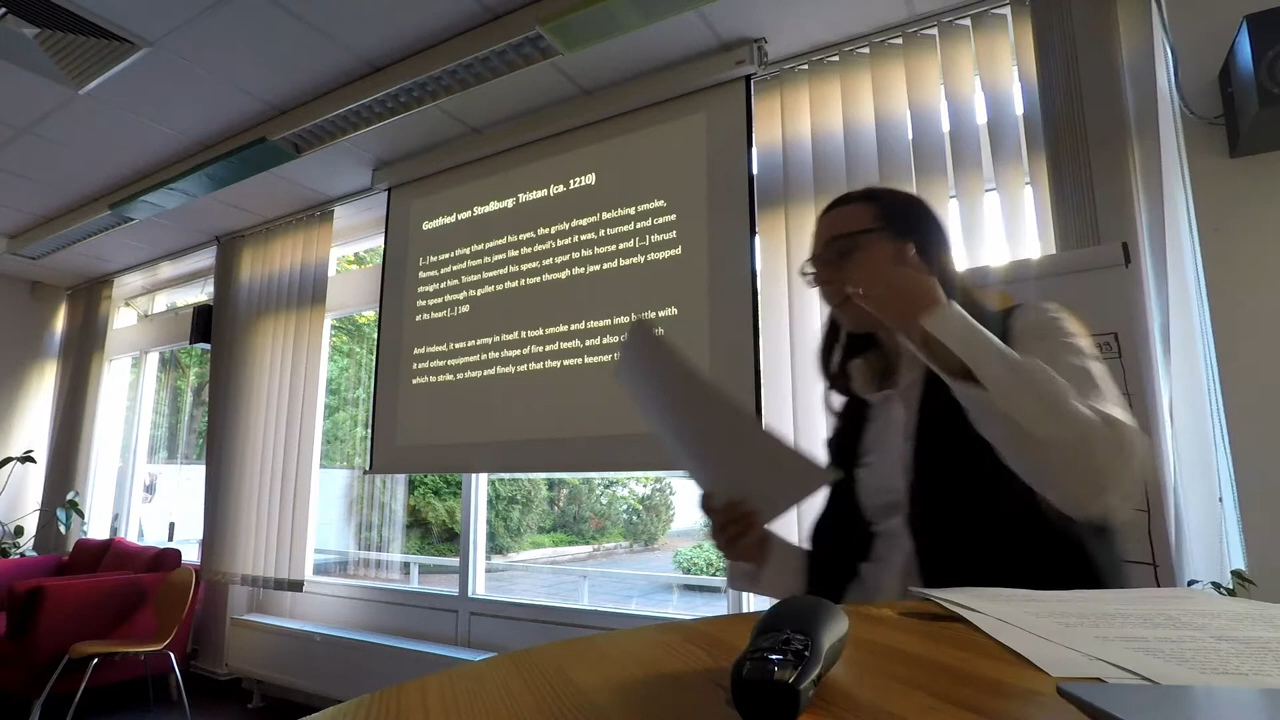 Gottfried von Straßburg: Tristan (ca. 1210)
[...] he saw a thing that pained his eyes, the grisly dragon! Belching smoke,
flames, and wind from its jaws like the devil's brat it was, it turned and came
straight at him. Tristan lowered his spear, set spur to his horse and [...] thrust
the spear through its gullet so that it tore through the jaw and barely stopped
at its heart [...] 160
And indeed, it was an army in itself. It took smoke and steam into battle with
it and other equipment in the shape of fire and teeth, and also
which to strike, so sharp and finely set that they were keener